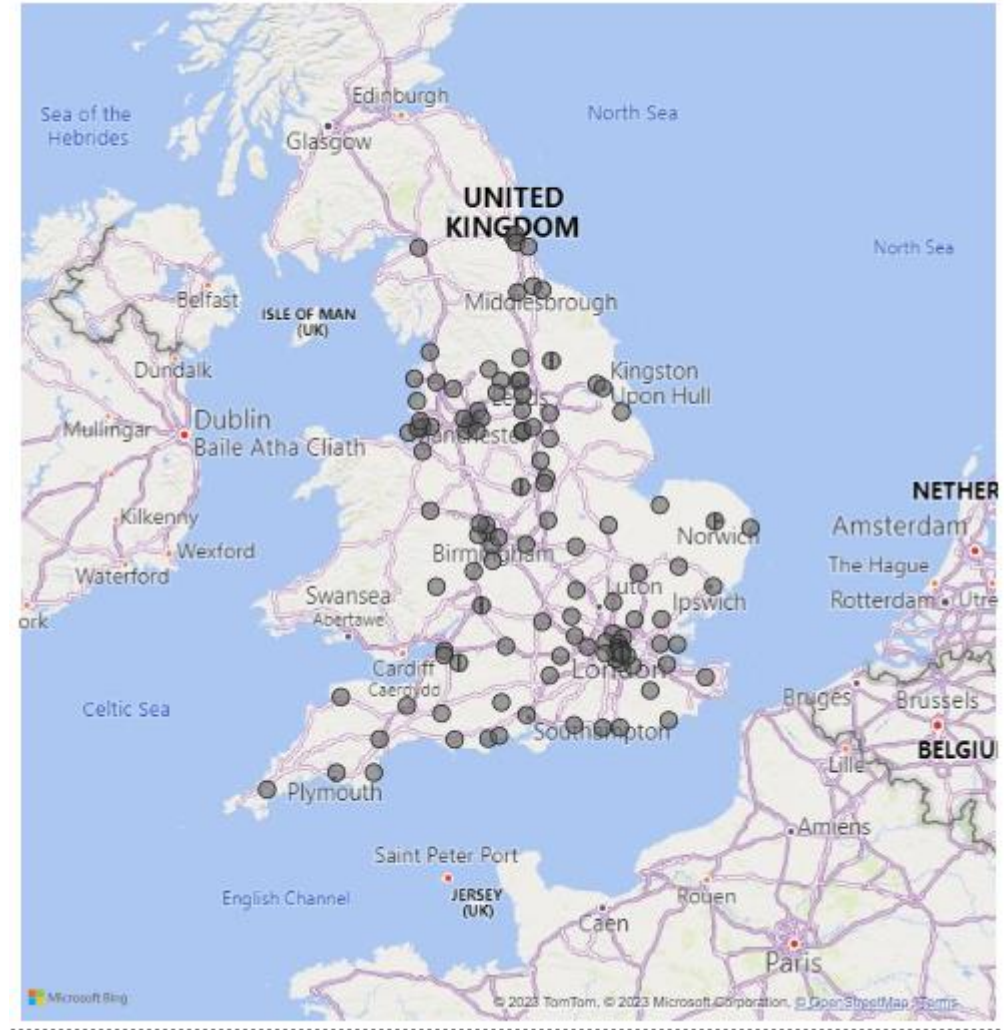 Edinburgh
Sea of the
Hebrides
North Sea
Glasgow
UNITED
KINGDOM
North Sea
Belfast
ISLE OF MAN
(UK)
Middlesbrough
Dundalk
Kingston
Upon Hull
Leeds
Dublin
Mullingar
Manchester
Baile Atha Cliath
NETHER
Kilkenny
Norwich
Amsterdam
Wexford
Birmingham
The Hague
Waterford
Swansea
Luton
Ipswich
Rotterdam
Utre
ork
Abertawe
Cardiff
London
Caerdydd
Bruges
Brussels
Celtic Sea
Southampton
BELGIU
Lille
Plymouth
Amiens
Saint Peter Port
English Channel
JERSEY
(UK)
Rouen
Caen
Paris
Microsoft Bing
© 2023 TomTom, © 2023 Microsoft Corporation, © OpenStreetMap Terms